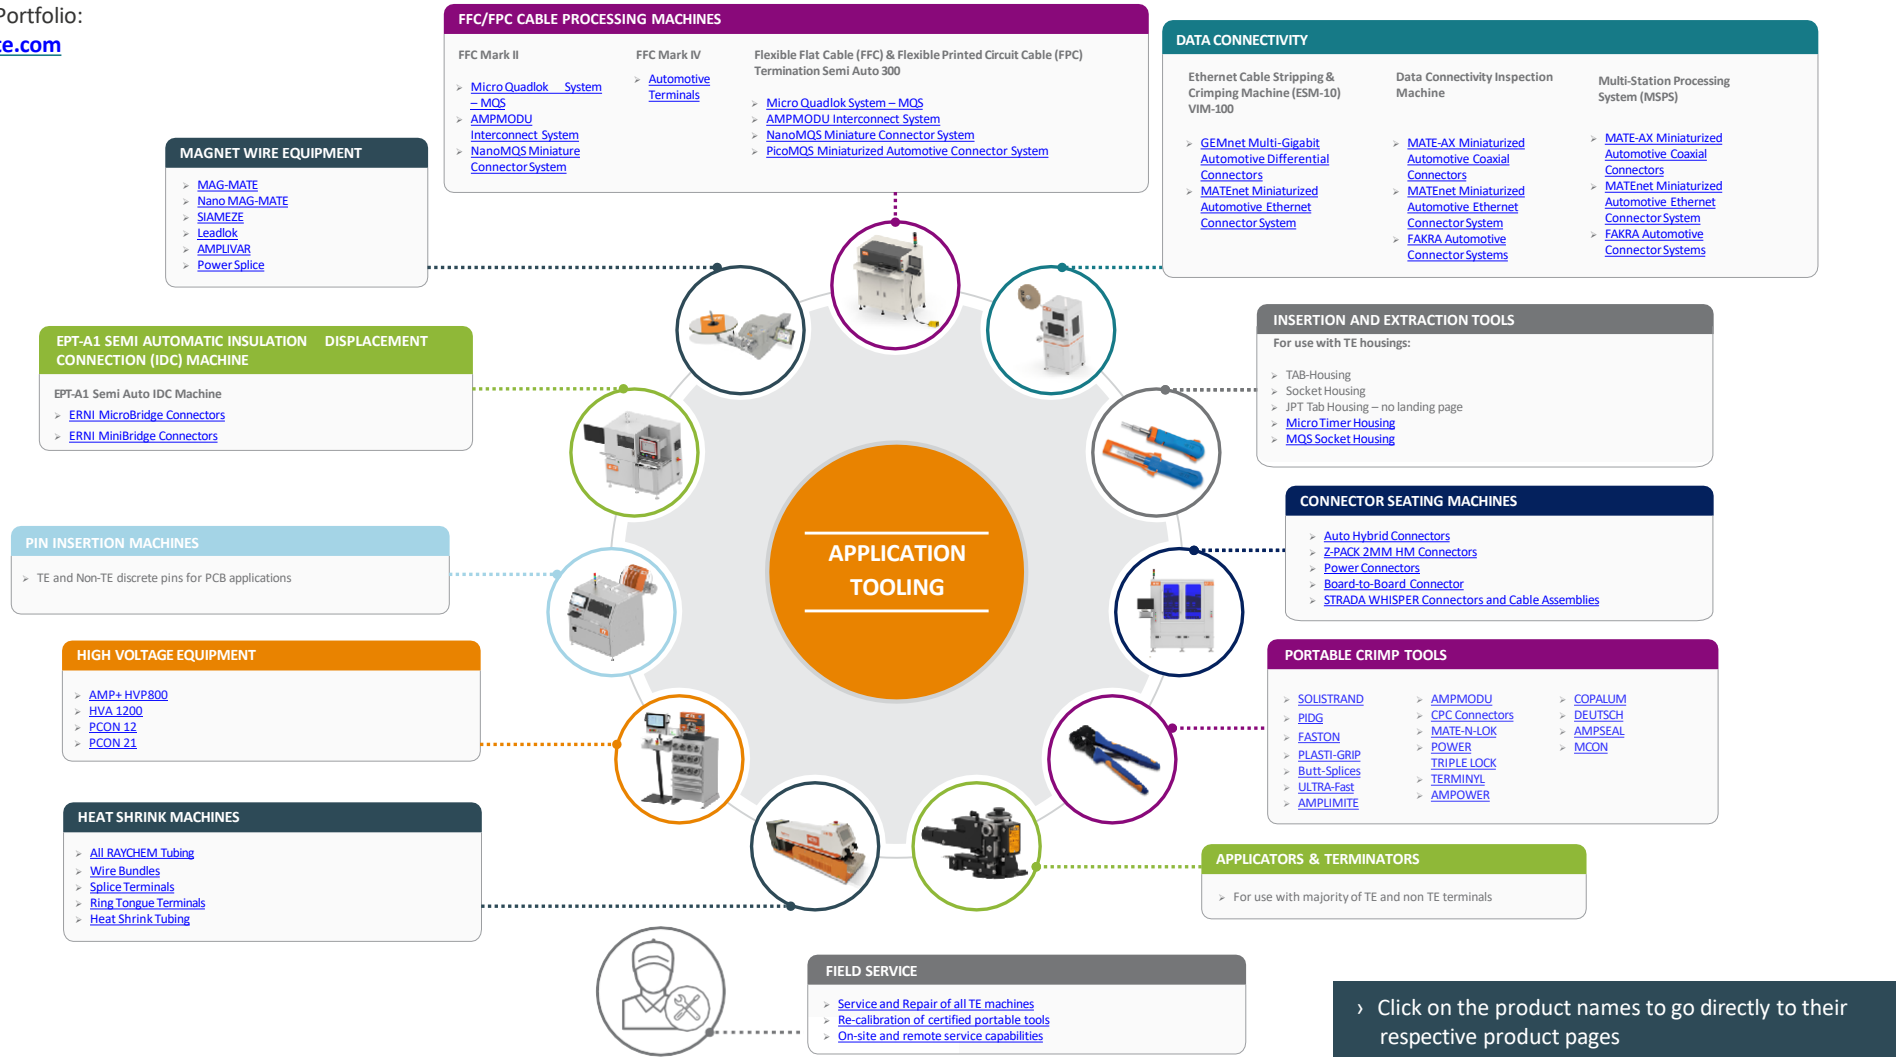 Portfolio:
te.com
FFC/FPC CABLE PROCESSING MACHINES
FFC Mark II
Micro Quadlok System
– MQS
AMPMODU
Interconnect System
NanoMQS Miniature
Connector System
FFC Mark IV
Automotive
Terminals
Flexible Flat Cable (FFC) & Flexible Printed Circuit Cable (FPC)
Termination Semi Auto 300
Micro Quadlok System – MQS
AMPMODU Interconnect System
NanoMQS Miniature Connector System
PicoMQS Miniaturized Automotive Connector System
DATA CONNECTIVITY
Ethernet Cable Stripping &
Crimping Machine (ESM-10)
VIM-100
GEMnet Multi-Gigabit
Automotive Differential
Connectors
MATEnet Miniaturized
Automotive Ethernet
Connector System
Data Connectivity Inspection
Machine
MATE-AX Miniaturized
Automotive Coaxial
Connectors
MATEnet Miniaturized
Automotive Ethernet
Connector System
FAKRA Automotive
Connector Systems
Multi-Station Processing
System (MSPS)
MATE-AX Miniaturized
Automotive Coaxial
Connectors
MATEnet Miniaturized
Automotive Ethernet
Connector System
FAKRA Automotive
Connector Systems
MAGNET WIRE EQUIPMENT
MAG-MATE
Nano MAG-MATE
SIAMEZE
Leadlok
AMPLIVAR
Power Splice
EPT-A1 SEMI AUTOMATIC INSULATION DISPLACEMENT
CONNECTION (IDC) MACHINE
EPT-A1 Semi Auto IDC Machine
ERNI MicroBridge Connectors
ERNI MiniBridge Connectors
INSERTION AND EXTRACTION TOOLS
For use with TE housings:
TAB-Housing
Socket Housing
JPT Tab Housing – no landing page
Micro Timer Housing
MQS Socket Housing
PIN INSERTION MACHINES
TE and Non-TE discrete pins for PCB applications
APPLICATION
TOOLING
CONNECTOR SEATING MACHINES
Auto Hybrid Connectors
Z-PACK 2MM HM Connectors
Power Connectors
Board-to-Board Connector
STRADA WHISPER Connectors and Cable Assemblies
HIGH VOLTAGE EQUIPMENT
AMP+ HVP800
HVA 1200
PCON 12
PCON 21
PORTABLE CRIMP TOOLS
SOLISTRAND
PIDG
FASTON
PLASTI-GRIP
Butt-Splices
ULTRA-Fast
AMPLIMITE
AMPMODU
CPC Connectors
MATE-N-LOK
POWER
TRIPLE LOCK
TERMINYL
AMPOWER
COPALUM
DEUTSCH
AMPSEAL
MCON
HEAT SHRINK MACHINES
All RAYCHEM Tubing
Wire Bundles
Splice Terminals
Ring Tongue Terminals
Heat Shrink Tubing
APPLICATORS & TERMINATORS
For use with majority of TE and non TE terminals
FIELD SERVICE
Service and Repair of all TE machines
Re-calibration of certified portable tools
On-site and remote service capabilities
› Click on the product names to go directly to their
respective product pages